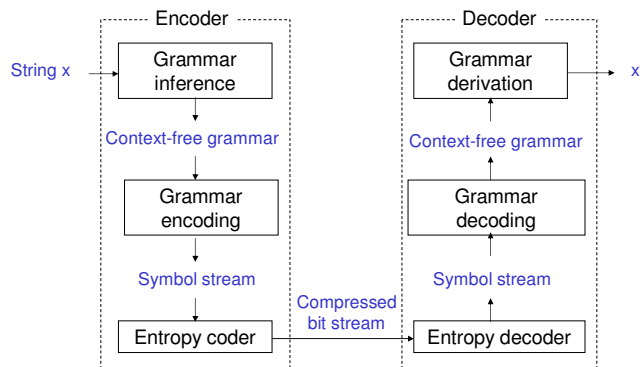 Encoder
String x
Grammar
inference
Context-free grammar
Grammar
encoding
Symbol stream
Entropy coder
Compressed
bit stream
Decoder
Grammar
derivation
x
Context-free grammar
Grammar
decoding
Symbol stream
Entropy decoder